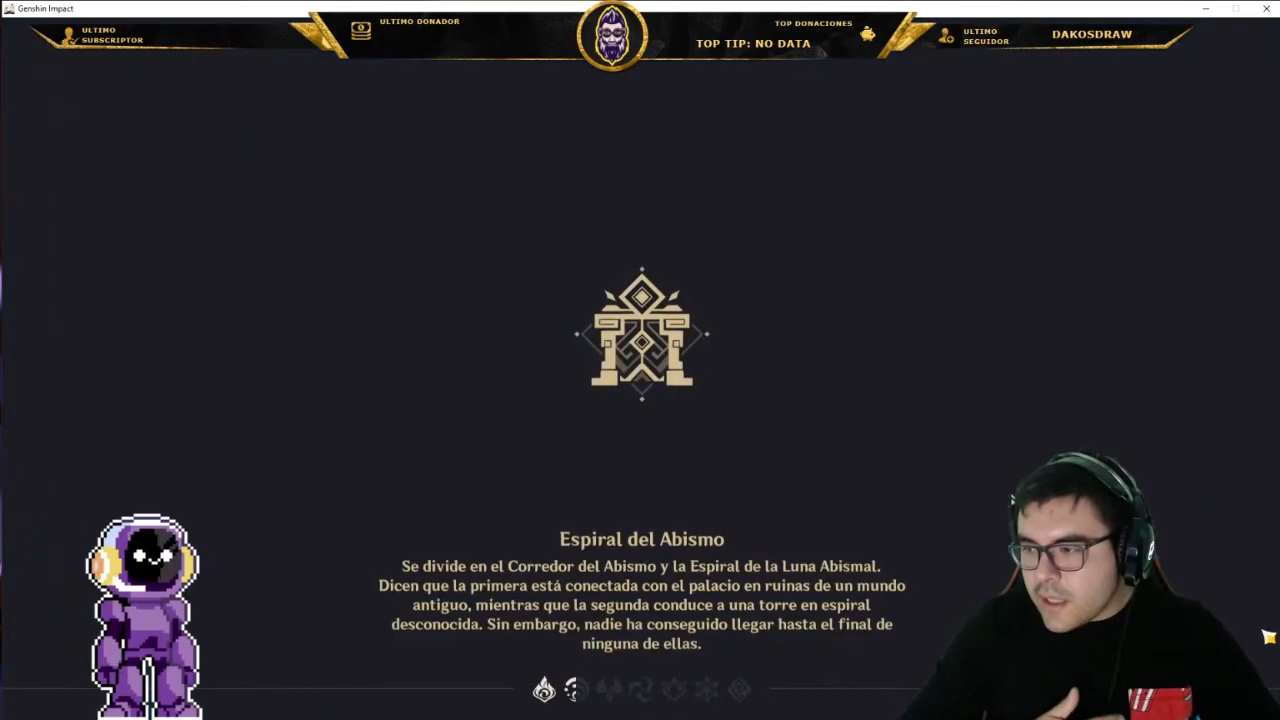 Genshin Impact
ULTIMO
SUBSCRIPTOR
ULTIMO DONADOR
TOP DONACIONES
TOP TIP: NO DATA
ULTIMO
SEGUIDOR
DAKOSDRAW
Espiral del Abismo
Se divide en el Corredor del Abismo y la Espiral de la Luna Abismal.
Dicen que la primera está conectada con el palacio en ruinas de un mundo
antiguo, mientras que la segunda conduce a una torre en espiral
desconocida. Sin embargo, nadie ha conseguido llegar hasta el final de
ninguna de ellas.